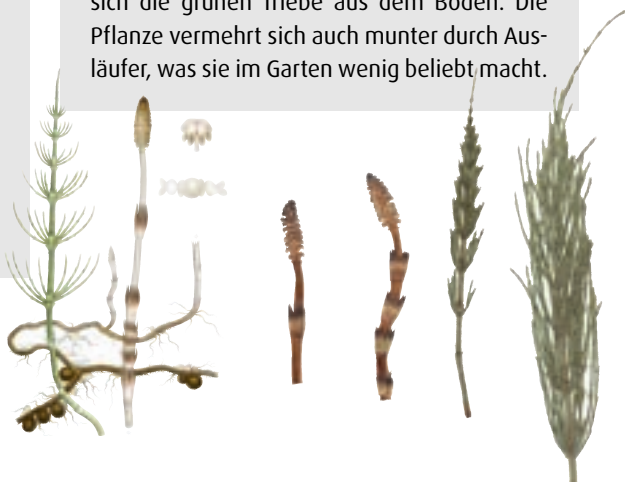 sich die grünen Triebe aus dem Boden. Die
Pflanze vermehrt sich auch munter durch Aus-
läufer, was sie im Garten wenig beliebt macht.